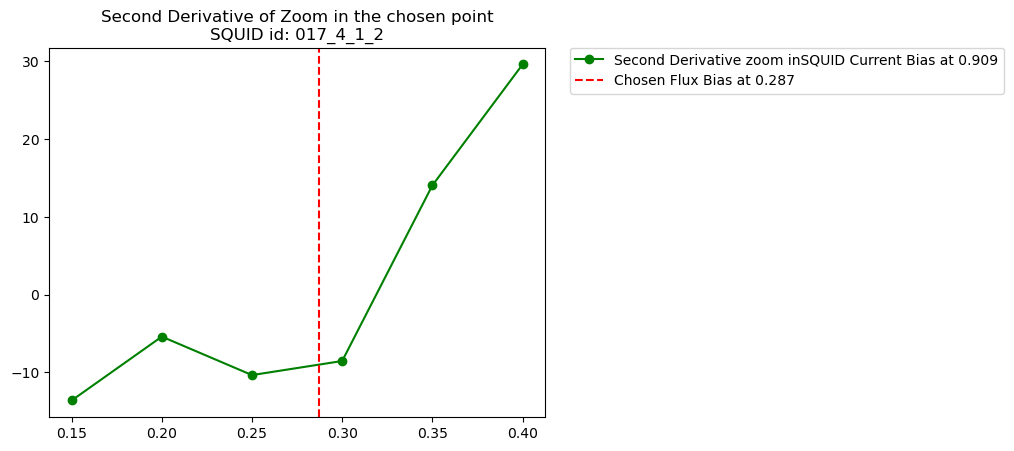 Second Derivative of Zoom in the chosen point
SQUID id: 017_4_1_2
Second Derivative zoom inSQUID Current Bias at 0.909
Chosen Flux Bias at 0.287
30
20
10
0
−10
0.15 0.20 0.25 0.30 0.35 0.40